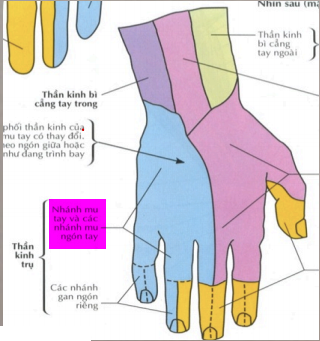 Nhìn sau (mu
Thần kinh
bì cẳng
tay ngoài
Thần kinh bì
cẳng tay trong
phối thần kinh của
mu tay có thay đổi.
heo ngón giữa hoặc
như đang trình bày
Nhánh mu
tay và các
nhánh mu
ngón tay
Thần
kinh
trụ
Các nhánh
gan ngón
riêng